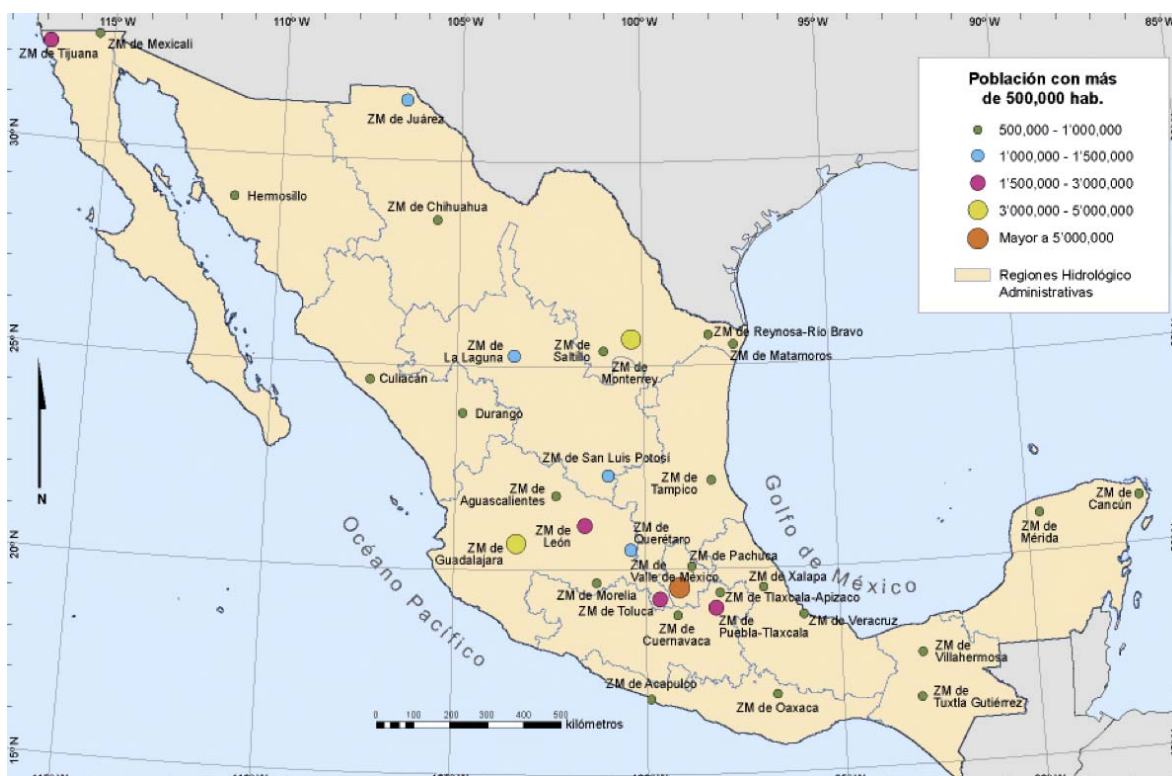 115°W
110°W
105°W
100°W
95°W
90°W
85°W
30°N
25°N
20°N
15°N
ZM de Tijuana
ZM de Mexicali
ZM de Juárez
Hermosillo
ZM de Chihuahua
ZM de
La Laguna
ZM de
Saltillo
ZM de
Monterrey
ZM de Reynosa-Río Bravo
ZM de Matamoros
Culiacán
Durango
ZM de San Luis Potosí
ZM de
Tampico
ZM de
Aguascalientes
ZM de
León
ZM de
Guadalajara
ZM de
Querétaro
ZM de Pachuca
ZM de
Valle de México
ZM de Xalapa
ZM de Morelia
ZM de Toluca
ZM de Tlaxcala-Apizaco
ZM de
Cuernavaca
ZM de
Puebla-Tlaxcala
ZM de Veracruz
ZM de Acapulco
ZM de Oaxaca
ZM de
Villahermosa
ZM de
Tuxtla Gutiérrez
ZM de
Mérida
ZM de
Cancún
Océano Pacífico
Golfo de México
N
0 100 200 300 400 500
kilómetros
Población con más
de 500,000 hab.
500,000 - 1'000,000
1'000,000 - 1'500,000
1'500,000 - 3'000,000
3'000,000 - 5'000,000
Mayor a 5'000,000
Regiones Hidrológico
Administrativas